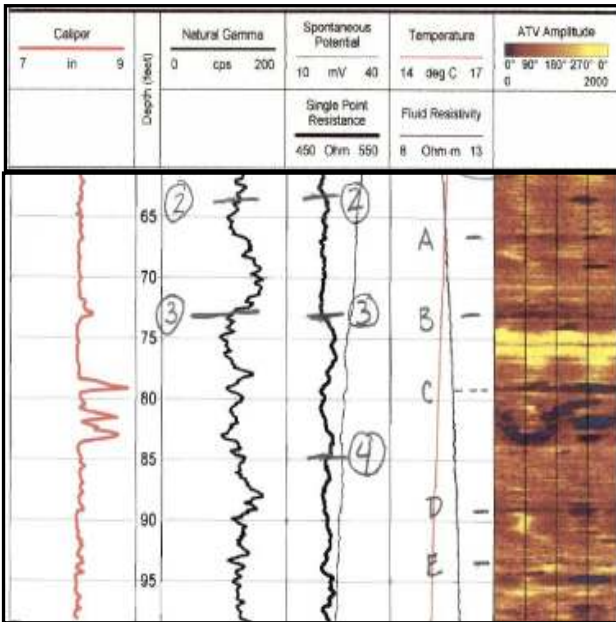 Caliper
7 in 9
Depth (feet)
Natural Gamma
0 cps 200
Spontaneous
Potential
10 mV 40
Single Point
Resistance
450 Ohm 550
Temperature
14 deg C 17
Fluid Resistivity
8 Ohm-m 13
ATV Amplitude
0° 90° 180° 270° 0°
0 2000
65
70
75
80
85
90
95
2
3
2
3
4
A
B
C
D
E